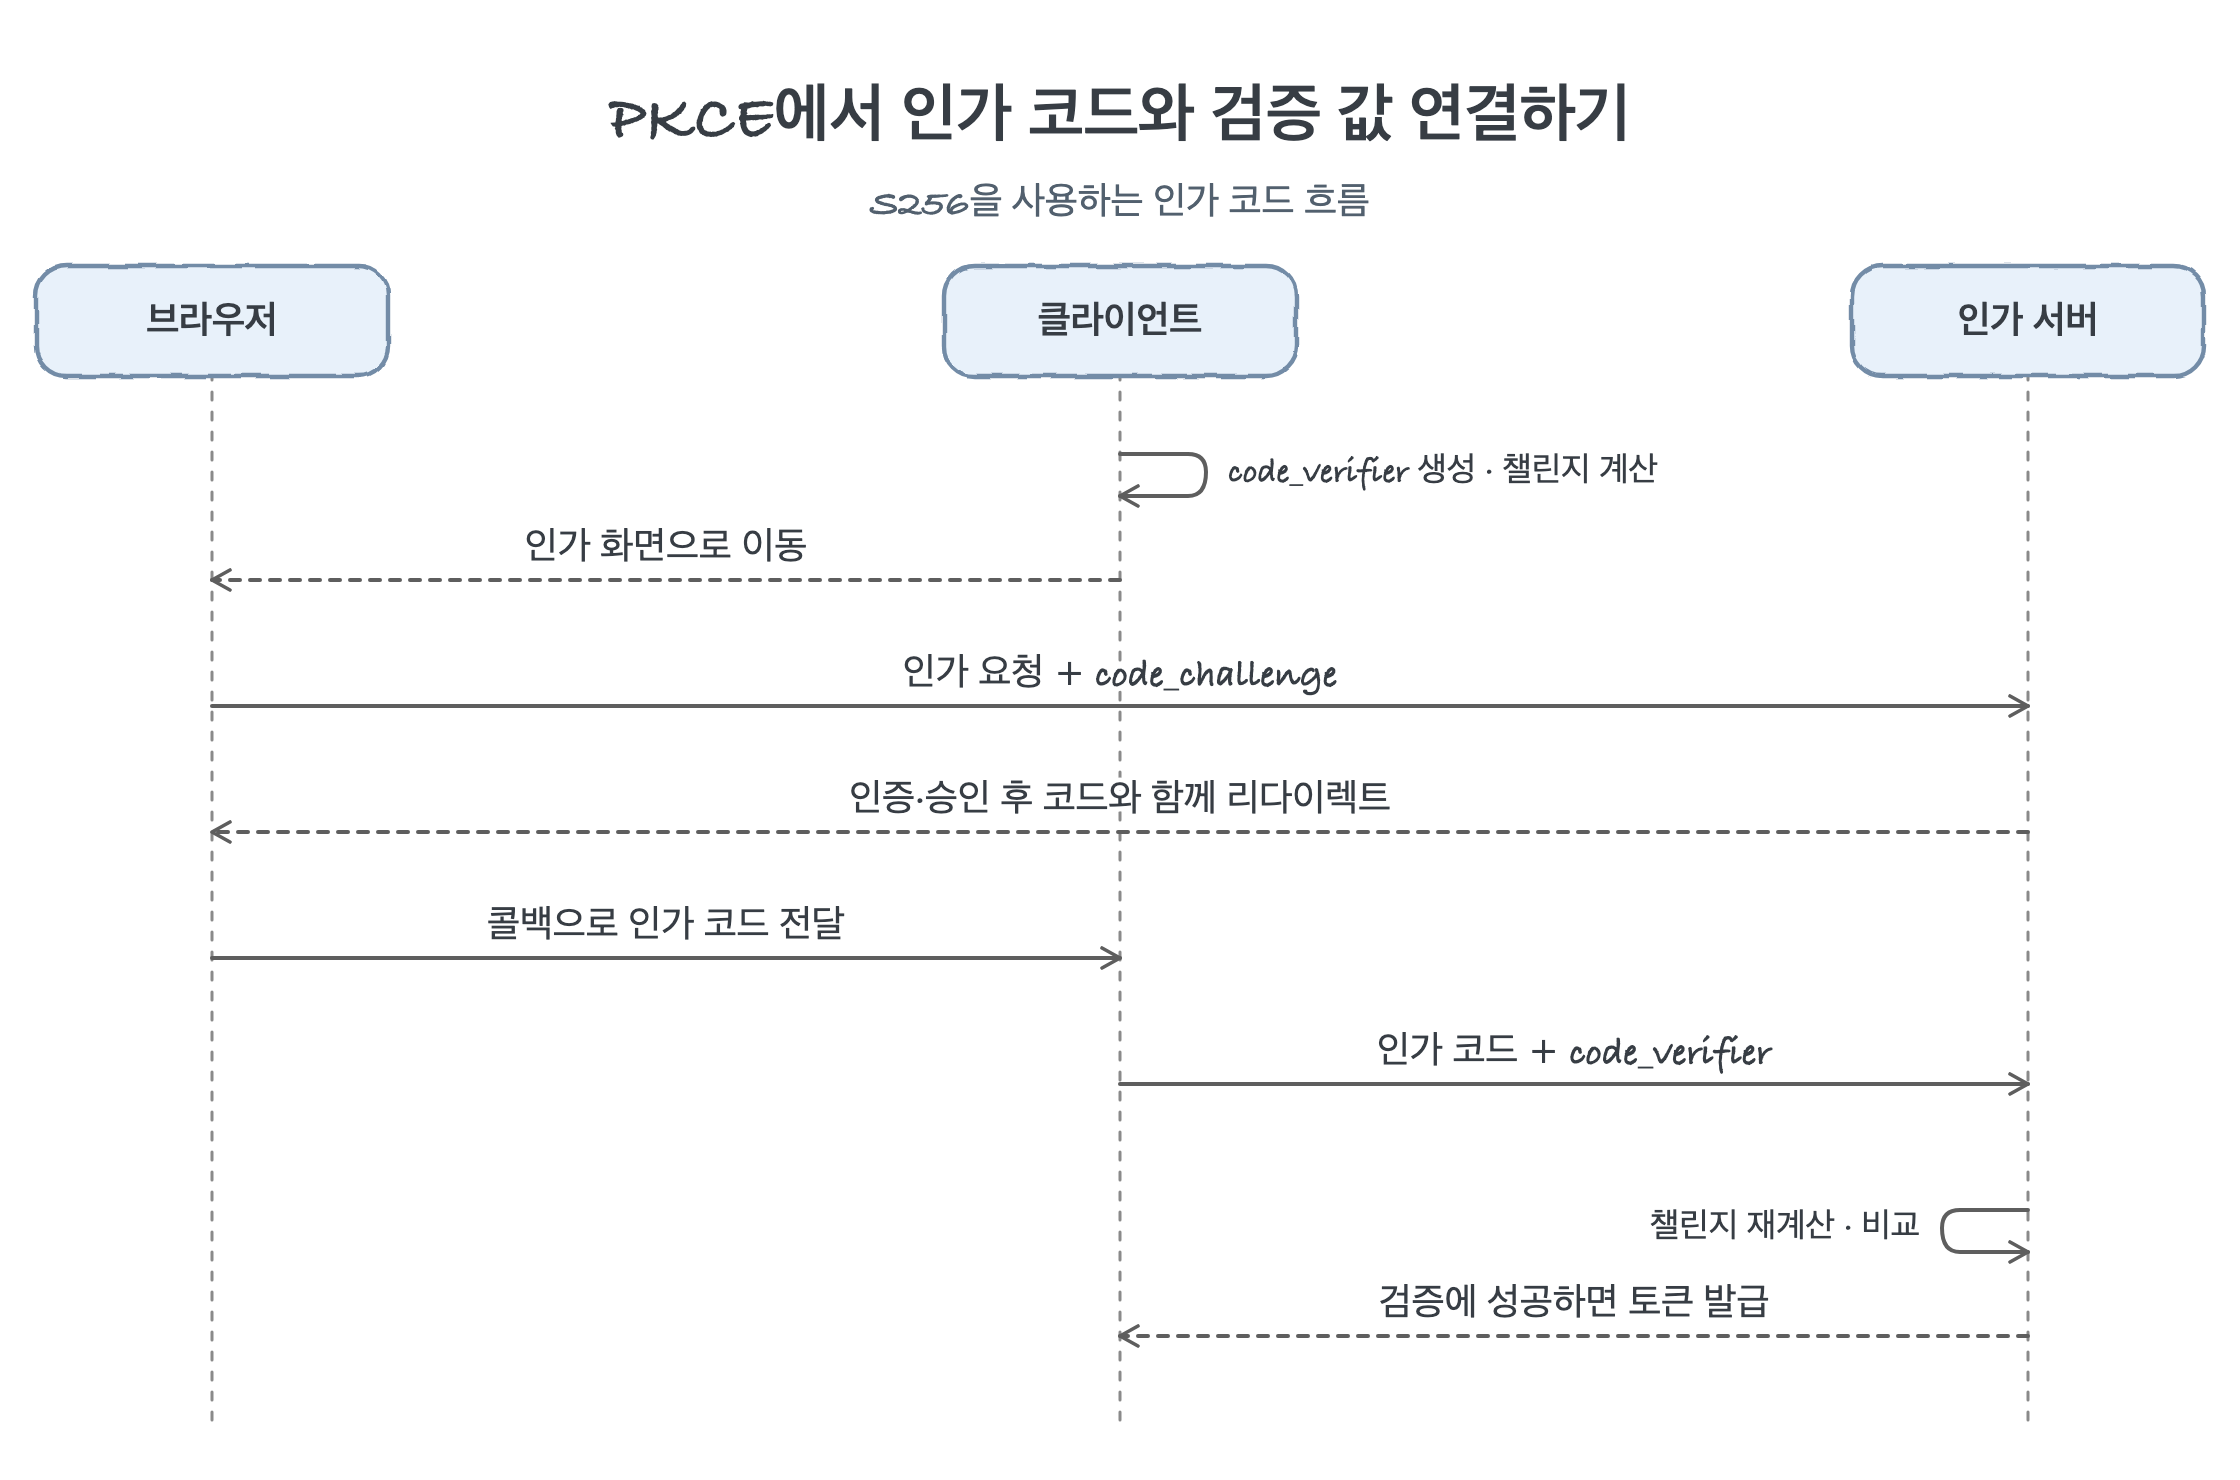 PKCE에서 인가 코드와 검증 값 연결하기
S256을 사용하는 인가 코드 흐름
브라우저
클라이언트
인가 서버
code_verifier 생성 · 챌린지 계산
인가 화면으로 이동
인가 요청 + code_challenge
인증·승인 후 코드와 함께 리다이렉트
콜백으로 인가 코드 전달
인가 코드 + code_verifier
챌린지 재계산 · 비교
검증에 성공하면 토큰 발급